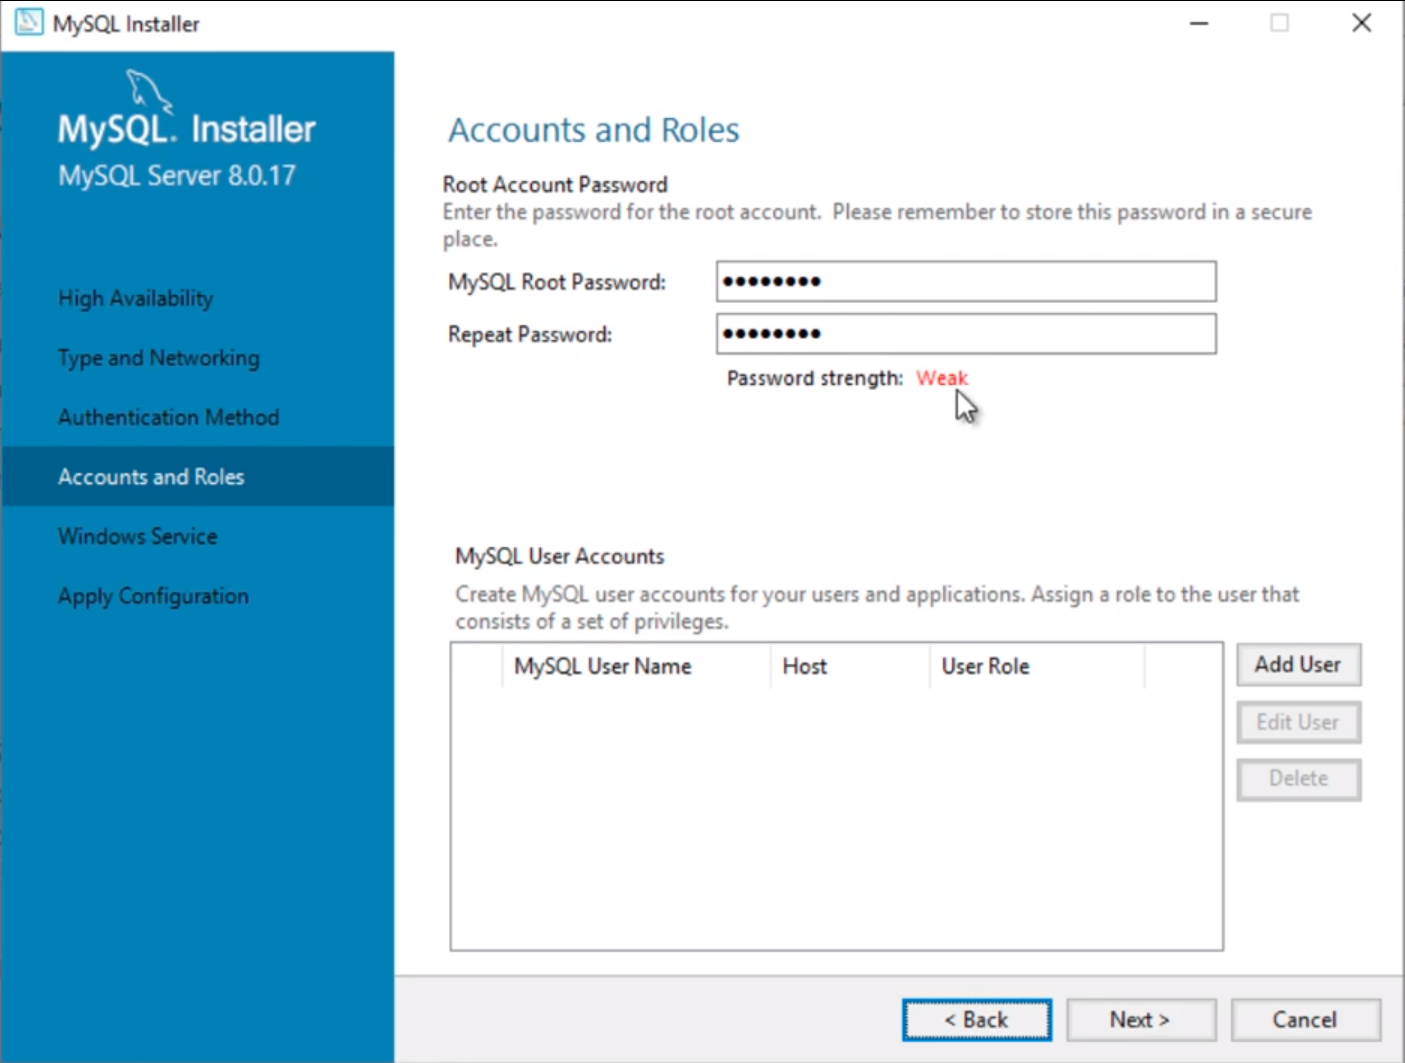 MySQL Installer
MySQL. Installer
MySQL Server 8.0.17
High Availability
Type and Networking
Authentication Method
Accounts and Roles
Windows Service
Apply Configuration
Accounts and Roles
Root Account Password
Enter the password for the root account.  Please remember to store this password in a secure
place.
MySQL Root Password: ●●●●●●●●
Repeat Password: ●●●●●●●●
Password strength: Weak
MySQL User Accounts
Create MySQL user accounts for your users and applications. Assign a role to the user that
consists of a set of privileges.
MySQL User Name Host User Role
Add User
Edit User
Delete
< Back Next > Cancel